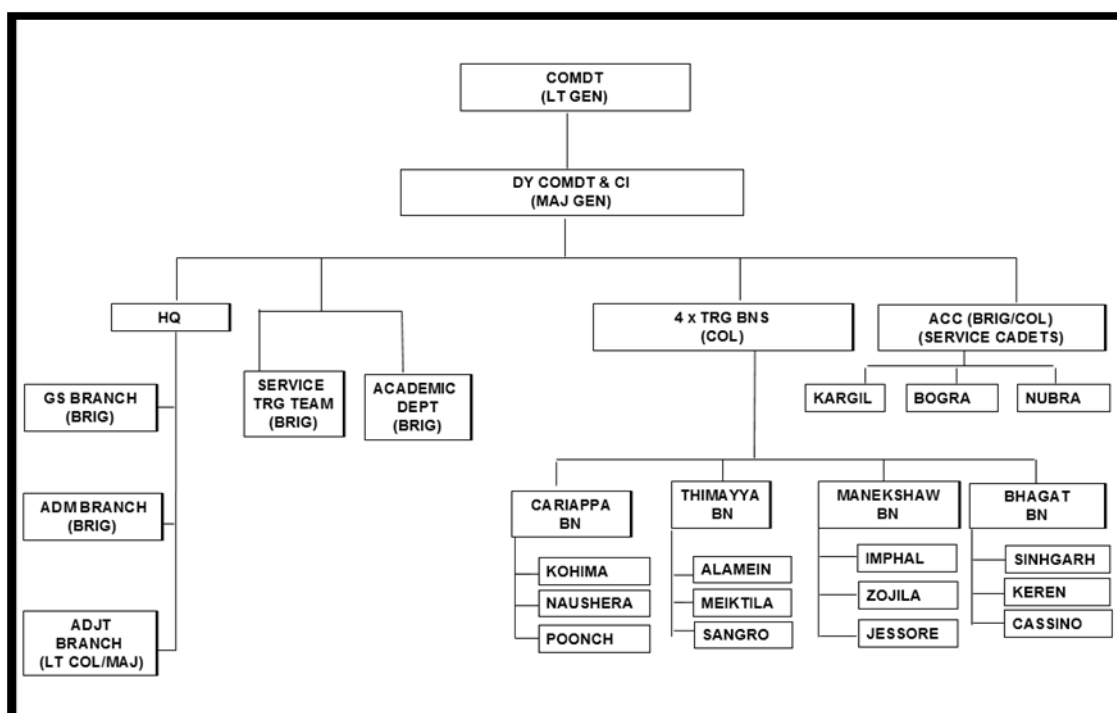 COMDT
(LT GEN)
DY COMDT & CI
(MAJ GEN)
HQ
GS BRANCH
(BRIG)
ADM BRANCH
(BRIG)
ADJT
BRANCH
(LT COL/MAJ)
SERVICE
TRG TEAM
(BRIG)
ACADEMIC
DEPT
(BRIG)
4 x TRG BNS
(COL)
ACC (BRIG/COL)
(SERVICE CADETS)
KARGIL
BOGRA
NUBRA
CARIAPPA
BN
KOHIMA
NAUSHERA
POONCH
THIMAYYA
BN
ALAMEIN
MEIKTILA
SANGRO
MANEKSHAW
BN
IMPHAL
ZOJILA
JESSORE
BHAGAT
BN
SINHGARH
KEREN
CASSINO